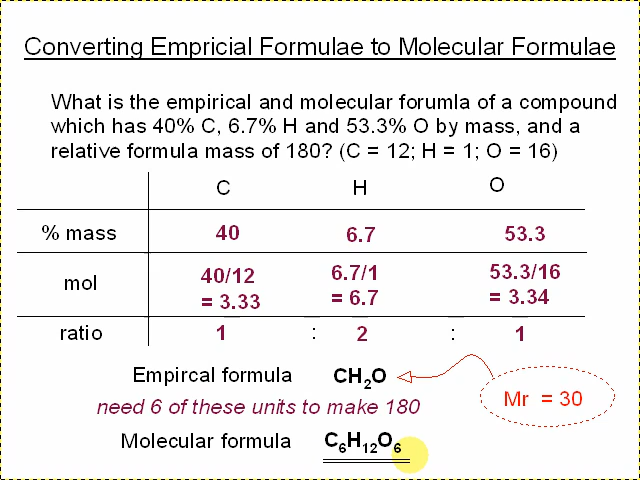 Converting Empricial Formulae to Molecular Formulae
What is the empirical and molecular forumla of a compound
which has 40% C, 6.7% H and 53.3% O by mass, and a
relative formula mass of 180? (C = 12; H = 1; O = 16)
C H O
% mass 40 6.7 53.3
mol 40/12 6.7/1 53.3/16
= 3.33 = 6.7 = 3.34
ratio 1 : 2 : 1
Empircal formula CH₂O
Mr = 30
need 6 of these units to make 180
Molecular formula C₆H₁₂O₆